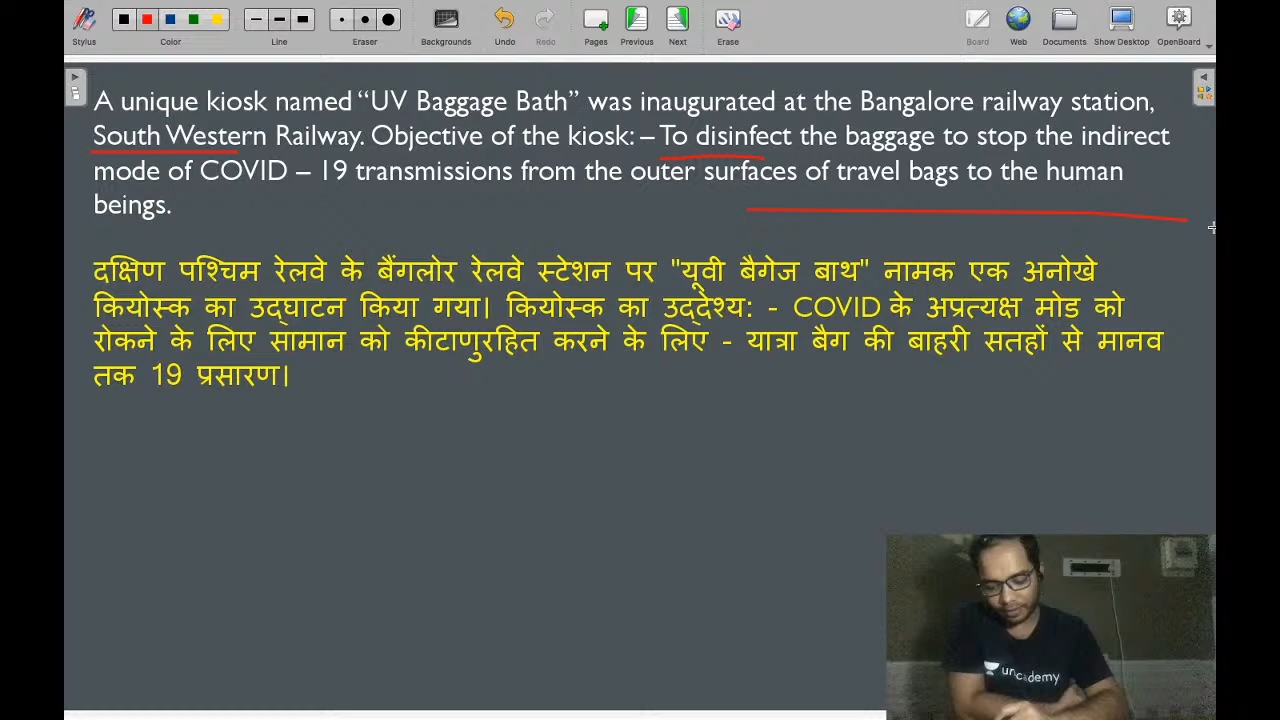 Stylus
Color
Line
Eraser
Backgrounds
Undo
Redo
Pages
Previous
Next
Erase
Board
Web
Documents
Show Desktop
OpenBoard
A unique kiosk named “UV Baggage Bath” was inaugurated at the Bangalore railway station,
South Western Railway. Objective of the kiosk: – To disinfect the baggage to stop the indirect
mode of COVID – 19 transmissions from the outer surfaces of travel bags to the human
beings.
दक्षिण पश्चिम रेलवे के बैंगलोर रेलवे स्टेशन पर "यूवी बैगेज बाथ" नामक एक अनोखे
कियोस्क का उद्घाटन किया गया। कियोस्क का उद्देश्य: - COVID के अप्रत्यक्ष मोड को
रोकने के लिए सामान को कीटाणुरहित करने के लिए - यात्रा बैग की बाहरी सतहों से मानव
तक 19 प्रसारण।
unacademy